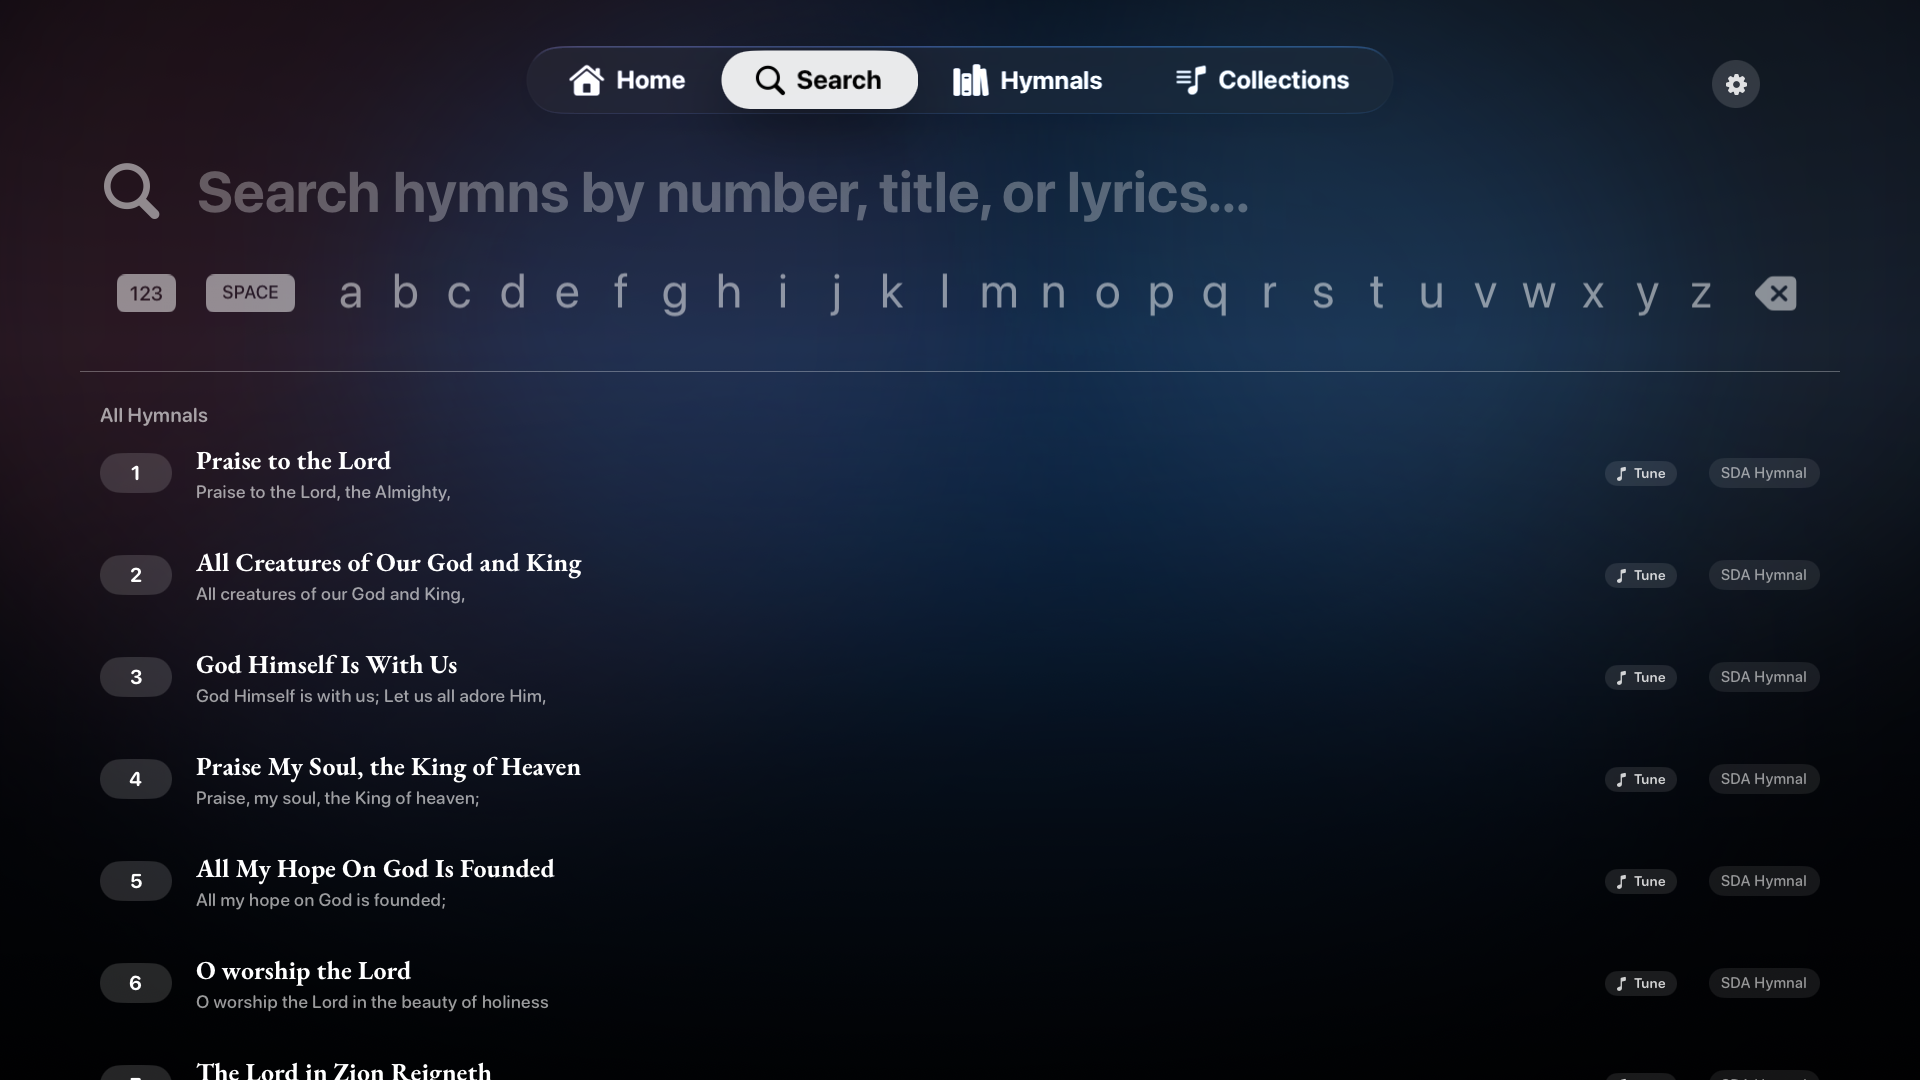 Home
Search
Hymnals
Collections
Search hymns by number, title, or lyrics...
123 SPACE a b c d e f g h i j k l m n o p q r s t u v w x y z
All Hymnals
1
Praise to the Lord
Praise to the Lord, the Almighty,
Tune
SDA Hymnal
2
All Creatures of Our God and King
All creatures of our God and King,
Tune
SDA Hymnal
3
God Himself Is With Us
God Himself is with us; Let us all adore Him,
Tune
SDA Hymnal
4
Praise My Soul, the King of Heaven
Praise, my soul, the King of heaven;
Tune
SDA Hymnal
5
All My Hope On God Is Founded
All my hope on God is founded;
Tune
SDA Hymnal
6
O worship the Lord
O worship the Lord in the beauty of holiness
Tune
SDA Hymnal
The Lord in Zion Reigneth